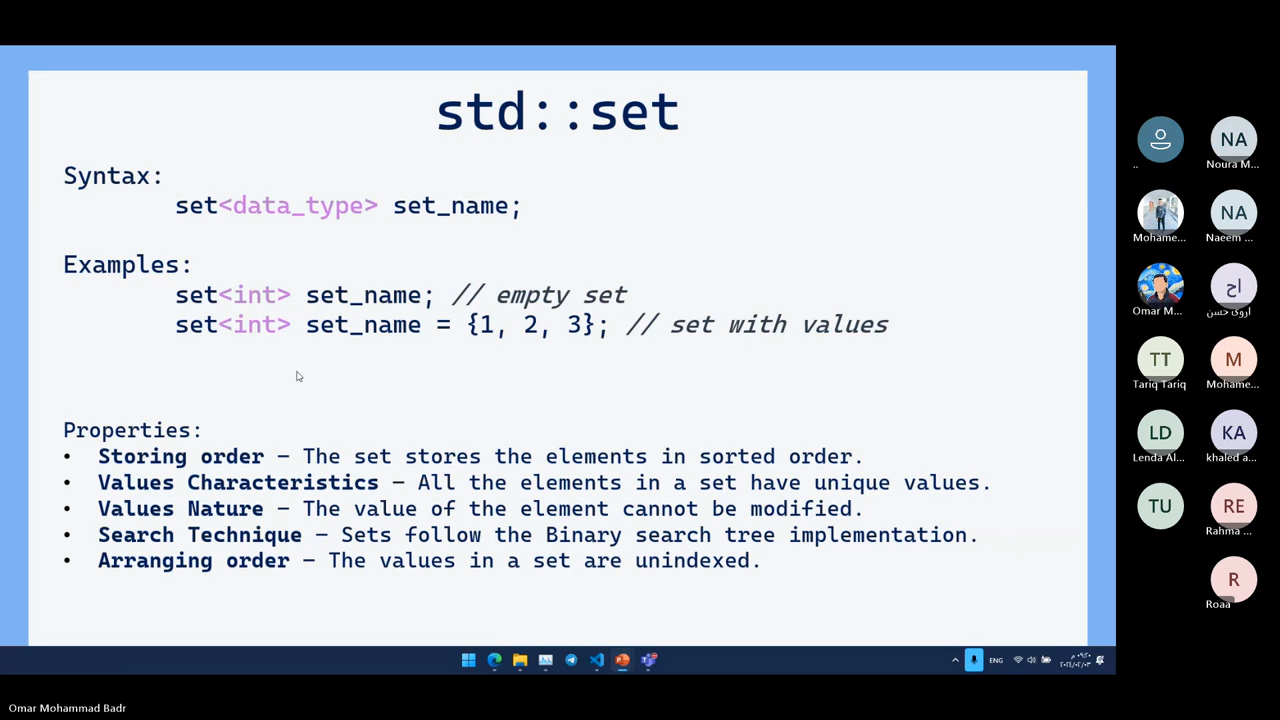 std::set
Syntax:
set<data_type> set_name;
Examples:
set<int> set_name; // empty set
set<int> set_name = {1, 2, 3}; // set with values
Properties:
• Storing order – The set stores the elements in sorted order.
• Values Characteristics – All the elements in a set have unique values.
• Values Nature – The value of the element cannot be modified.
• Search Technique – Sets follow the Binary search tree implementation.
• Arranging order – The values in a set are unindexed.
..
NA
Noura M...
Mohame...
NA
Naeem ...
Omar M...
اح
اروى حسن
TT
Tariq Tariq
M
Mohame...
LD
Lenda Al...
KA
khaled a...
TU
RE
Rahma ...
R
Roaa
ENG
Omar Mohammad Badr